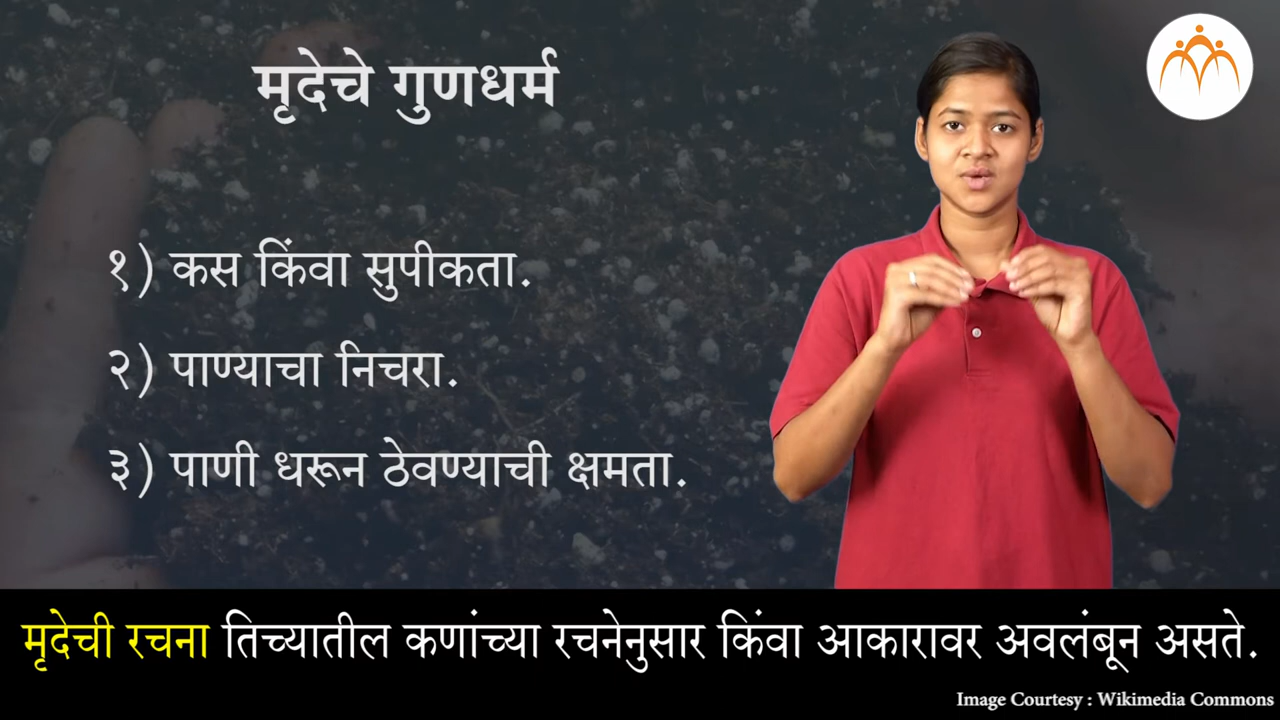 मृदेचे गुणधर्म
१) कस किंवा सुपीकता.
२) पाण्याचा निचरा.
३) पाणी धरून ठेवण्याची क्षमता.
मृदेची रचना तिच्यातील कणांच्या रचनेनुसार किंवा आकारावर अवलंबून असते.
Image Courtesy : Wikimedia Commons